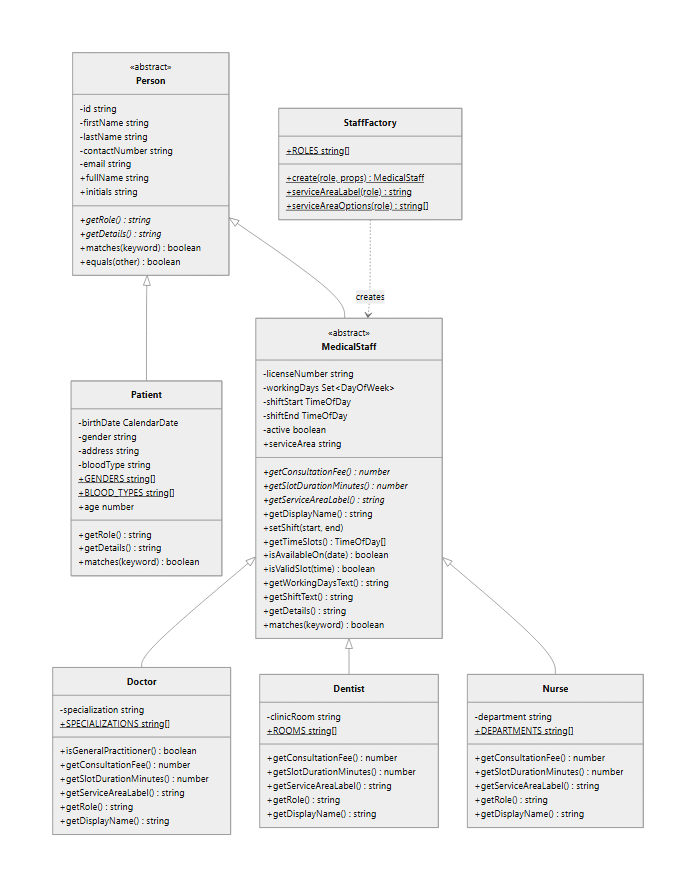 «abstract»
Person
-id string
-firstName string
-lastName string
-contactNumber string
-email string
+fullName string
+initials string
+getRole() : string
+getDetails() : string
+matches(keyword) : boolean
+equals(other) : boolean
StaffFactory
+ROLES string[]
+create(role, props) : MedicalStaff
+serviceAreaLabel(role) : string
+serviceAreaOptions(role) : string[]
creates
«abstract»
MedicalStaff
-licenseNumber string
-workingDays Set<DayOfWeek>
-shiftStart TimeOfDay
-shiftEnd TimeOfDay
-active boolean
+serviceArea string
+getConsultationFee() : number
+getSlotDurationMinutes() : number
+getServiceAreaLabel() : string
+getDisplayName() : string
+setShift(start, end)
+getTimeSlots() : TimeOfDay[]
+isAvailableOn(date) : boolean
+isValidSlot(time) : boolean
+getWorkingDaysText() : string
+getShiftText() : string
+getDetails() : string
+matches(keyword) : boolean
Patient
-birthDate CalendarDate
-gender string
-address string
-bloodType string
+GENDERS string[]
+BLOOD_TYPES string[]
+age number
+getRole() : string
+getDetails() : string
+matches(keyword) : boolean
Doctor
-specialization string
+SPECIALIZATIONS string[]
+isGeneralPractitioner() : boolean
+getConsultationFee() : number
+getSlotDurationMinutes() : number
+getServiceAreaLabel() : string
+getRole() : string
+getDisplayName() : string
Dentist
-clinicRoom string
+ROOMS string[]
+getConsultationFee() : number
+getSlotDurationMinutes() : number
+getServiceAreaLabel() : string
+getRole() : string
+getDisplayName() : string
Nurse
-department string
+DEPARTMENTS string[]
+getConsultationFee() : number
+getSlotDurationMinutes() : number
+getServiceAreaLabel() : string
+getRole() : string
+getDisplayName() : string